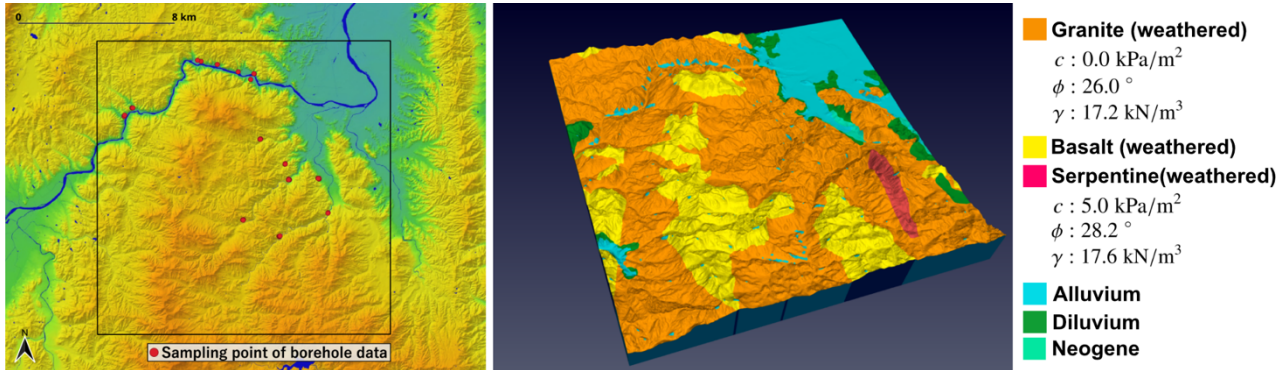 0 8 km
N
Sampling point of borehole data
Granite (weathered)
c : 0.0 kPa/m²
ϕ : 26.0 °
γ : 17.2 kN/m³
Basalt (weathered)
Serpentine(weathered)
c : 5.0 kPa/m²
ϕ : 28.2 °
γ : 17.6 kN/m³
Alluvium
Diluvium
Neogene